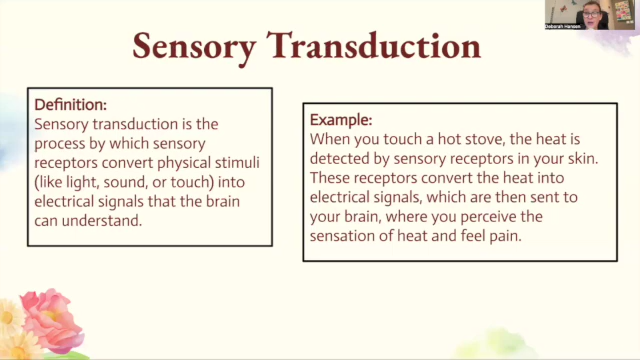 Deborah Hansen
Sensory Transduction
Definition:
Sensory transduction is the
process by which sensory
receptors convert physical stimuli
(like light, sound, or touch) into
electrical signals that the brain
can understand.
Example:
When you touch a hot stove, the heat is
detected by sensory receptors in your skin.
These receptors convert the heat into
electrical signals, which are then sent to
your brain, where you perceive the
sensation of heat and feel pain.